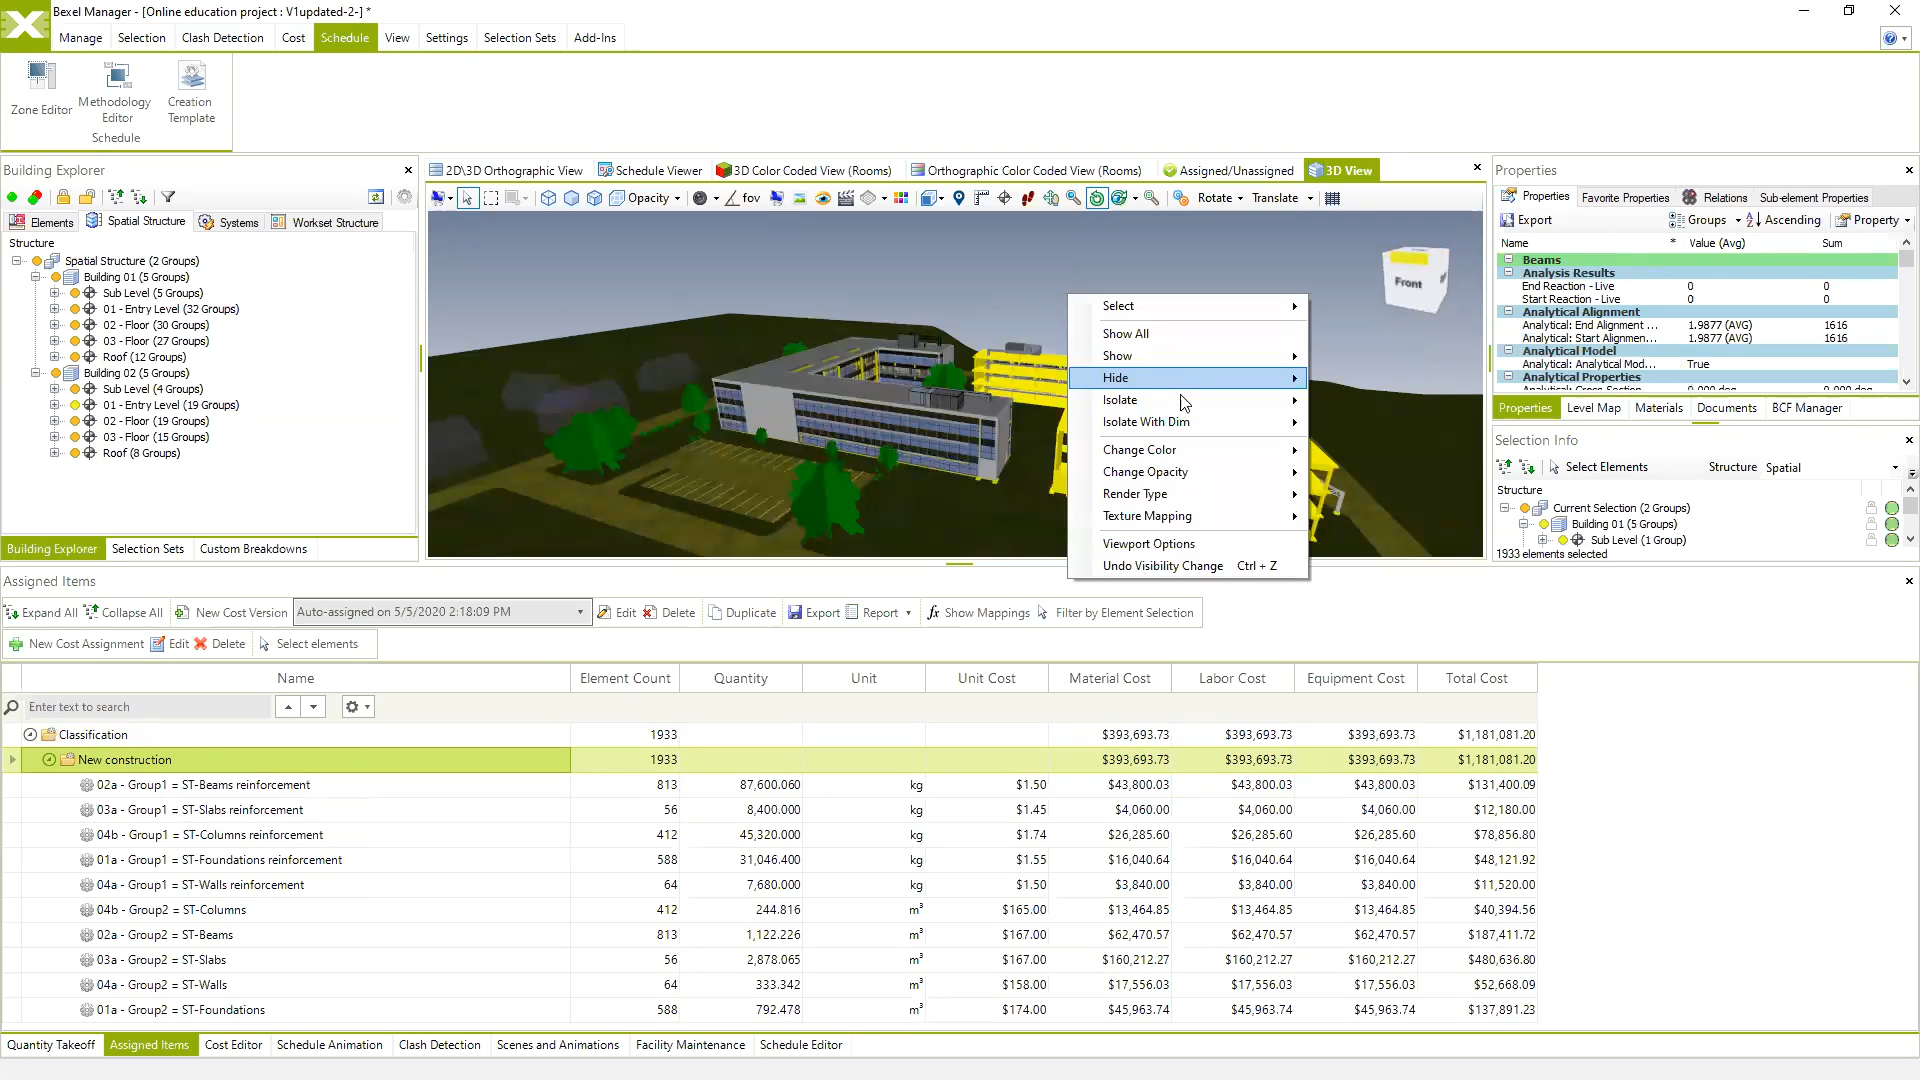 Bexel Manager - [Online education project : V1updated-2-] *
Manage Selection Clash Detection Cost Schedule View Settings Selection Sets Add-Ins
Zone Editor Methodology Editor Creation Template
Schedule
Building Explorer
Elements Spatial Structure Systems Workset Structure
Structure
Spatial Structure (2 Groups)
Building 01 (5 Groups)
Sub Level (5 Groups)
01 - Entry Level (32 Groups)
02 - Floor (30 Groups)
03 - Floor (27 Groups)
Roof (12 Groups)
Building 02 (5 Groups)
Sub Level (4 Groups)
01 - Entry Level (19 Groups)
02 - Floor (19 Groups)
03 - Floor (15 Groups)
Roof (8 Groups)
Building Explorer Selection Sets Custom Breakdowns
2D\3D Orthographic View Schedule Viewer 3D Color Coded View (Rooms) Orthographic Color Coded View (Rooms) Assigned/Unassigned 3D View
Opacity fov Rotate Translate
Front
Select
Show All
Show
Hide
Isolate
Isolate With Dim
Change Color
Change Opacity
Render Type
Texture Mapping
Viewport Options
Undo Visibility Change Ctrl + Z
Properties
Properties Favorite Properties Relations Sub-element Properties
Export Groups Ascending Property
Name * Value (Avg) Sum
Beams
Analysis Results
End Reaction - Live 0 0
Start Reaction - Live 0 0
Analytical Alignment
Analytical: End Alignment ... 1.9877 (AVG) 1616
Analytical: Start Alignmen... 1.9877 (AVG) 1616
Analytical Model
Analytical: Analytical Mod... True
Analytical Properties
Properties Level Map Materials Documents BCF Manager
Selection Info
Select Elements Structure Spatial
Structure
Current Selection (2 Groups)
Building 01 (5 Groups)
Sub Level (1 Group)
1933 elements selected
Assigned Items
Expand All Collapse All New Cost Version Auto-assigned on 5/5/2020 2:18:09 PM Edit Delete Duplicate Export Report fx Show Mappings Filter by Element Selection
New Cost Assignment Edit Delete Select elements
Name Element Count Quantity Unit Unit Cost Material Cost Labor Cost Equipment Cost Total Cost
Enter text to search
Classification 1933 $393,693.73 $393,693.73 $393,693.73 $1,181,081.20
New construction 1933 $393,693.73 $393,693.73 $393,693.73 $1,181,081.20
02a - Group1 = ST-Beams reinforcement 813 87,600.060 kg $1.50 $43,800.03 $43,800.03 $43,800.03 $131,400.09
03a - Group1 = ST-Slabs reinforcement 56 8,400.000 kg $1.45 $4,060.00 $4,060.00 $4,060.00 $12,180.00
04b - Group1 = ST-Columns reinforcement 412 45,320.000 kg $1.74 $26,285.60 $26,285.60 $26,285.60 $78,856.80
01a - Group1 = ST-Foundations reinforcement 588 31,046.400 kg $1.55 $16,040.64 $16,040.64 $16,040.64 $48,121.92
04a - Group1 = ST-Walls reinforcement 64 7,680.000 kg $1.50 $3,840.00 $3,840.00 $3,840.00 $11,520.00
04b - Group2 = ST-Columns 412 244.816 m³ $165.00 $13,464.85 $13,464.85 $13,464.85 $40,394.56
02a - Group2 = ST-Beams 813 1,122.226 m³ $167.00 $62,470.57 $62,470.57 $62,470.57 $187,411.72
03a - Group2 = ST-Slabs 56 2,878.065 m³ $167.00 $160,212.27 $160,212.27 $160,212.27 $480,636.80
04a - Group2 = ST-Walls 64 333.342 m³ $158.00 $17,556.03 $17,556.03 $17,556.03 $52,668.09
01a - Group2 = ST-Foundations 588 792.478 m³ $174.00 $45,963.74 $45,963.74 $45,963.74 $137,891.23
Quantity Takeoff Assigned Items Cost Editor Schedule Animation Clash Detection Scenes and Animations Facility Maintenance Schedule Editor